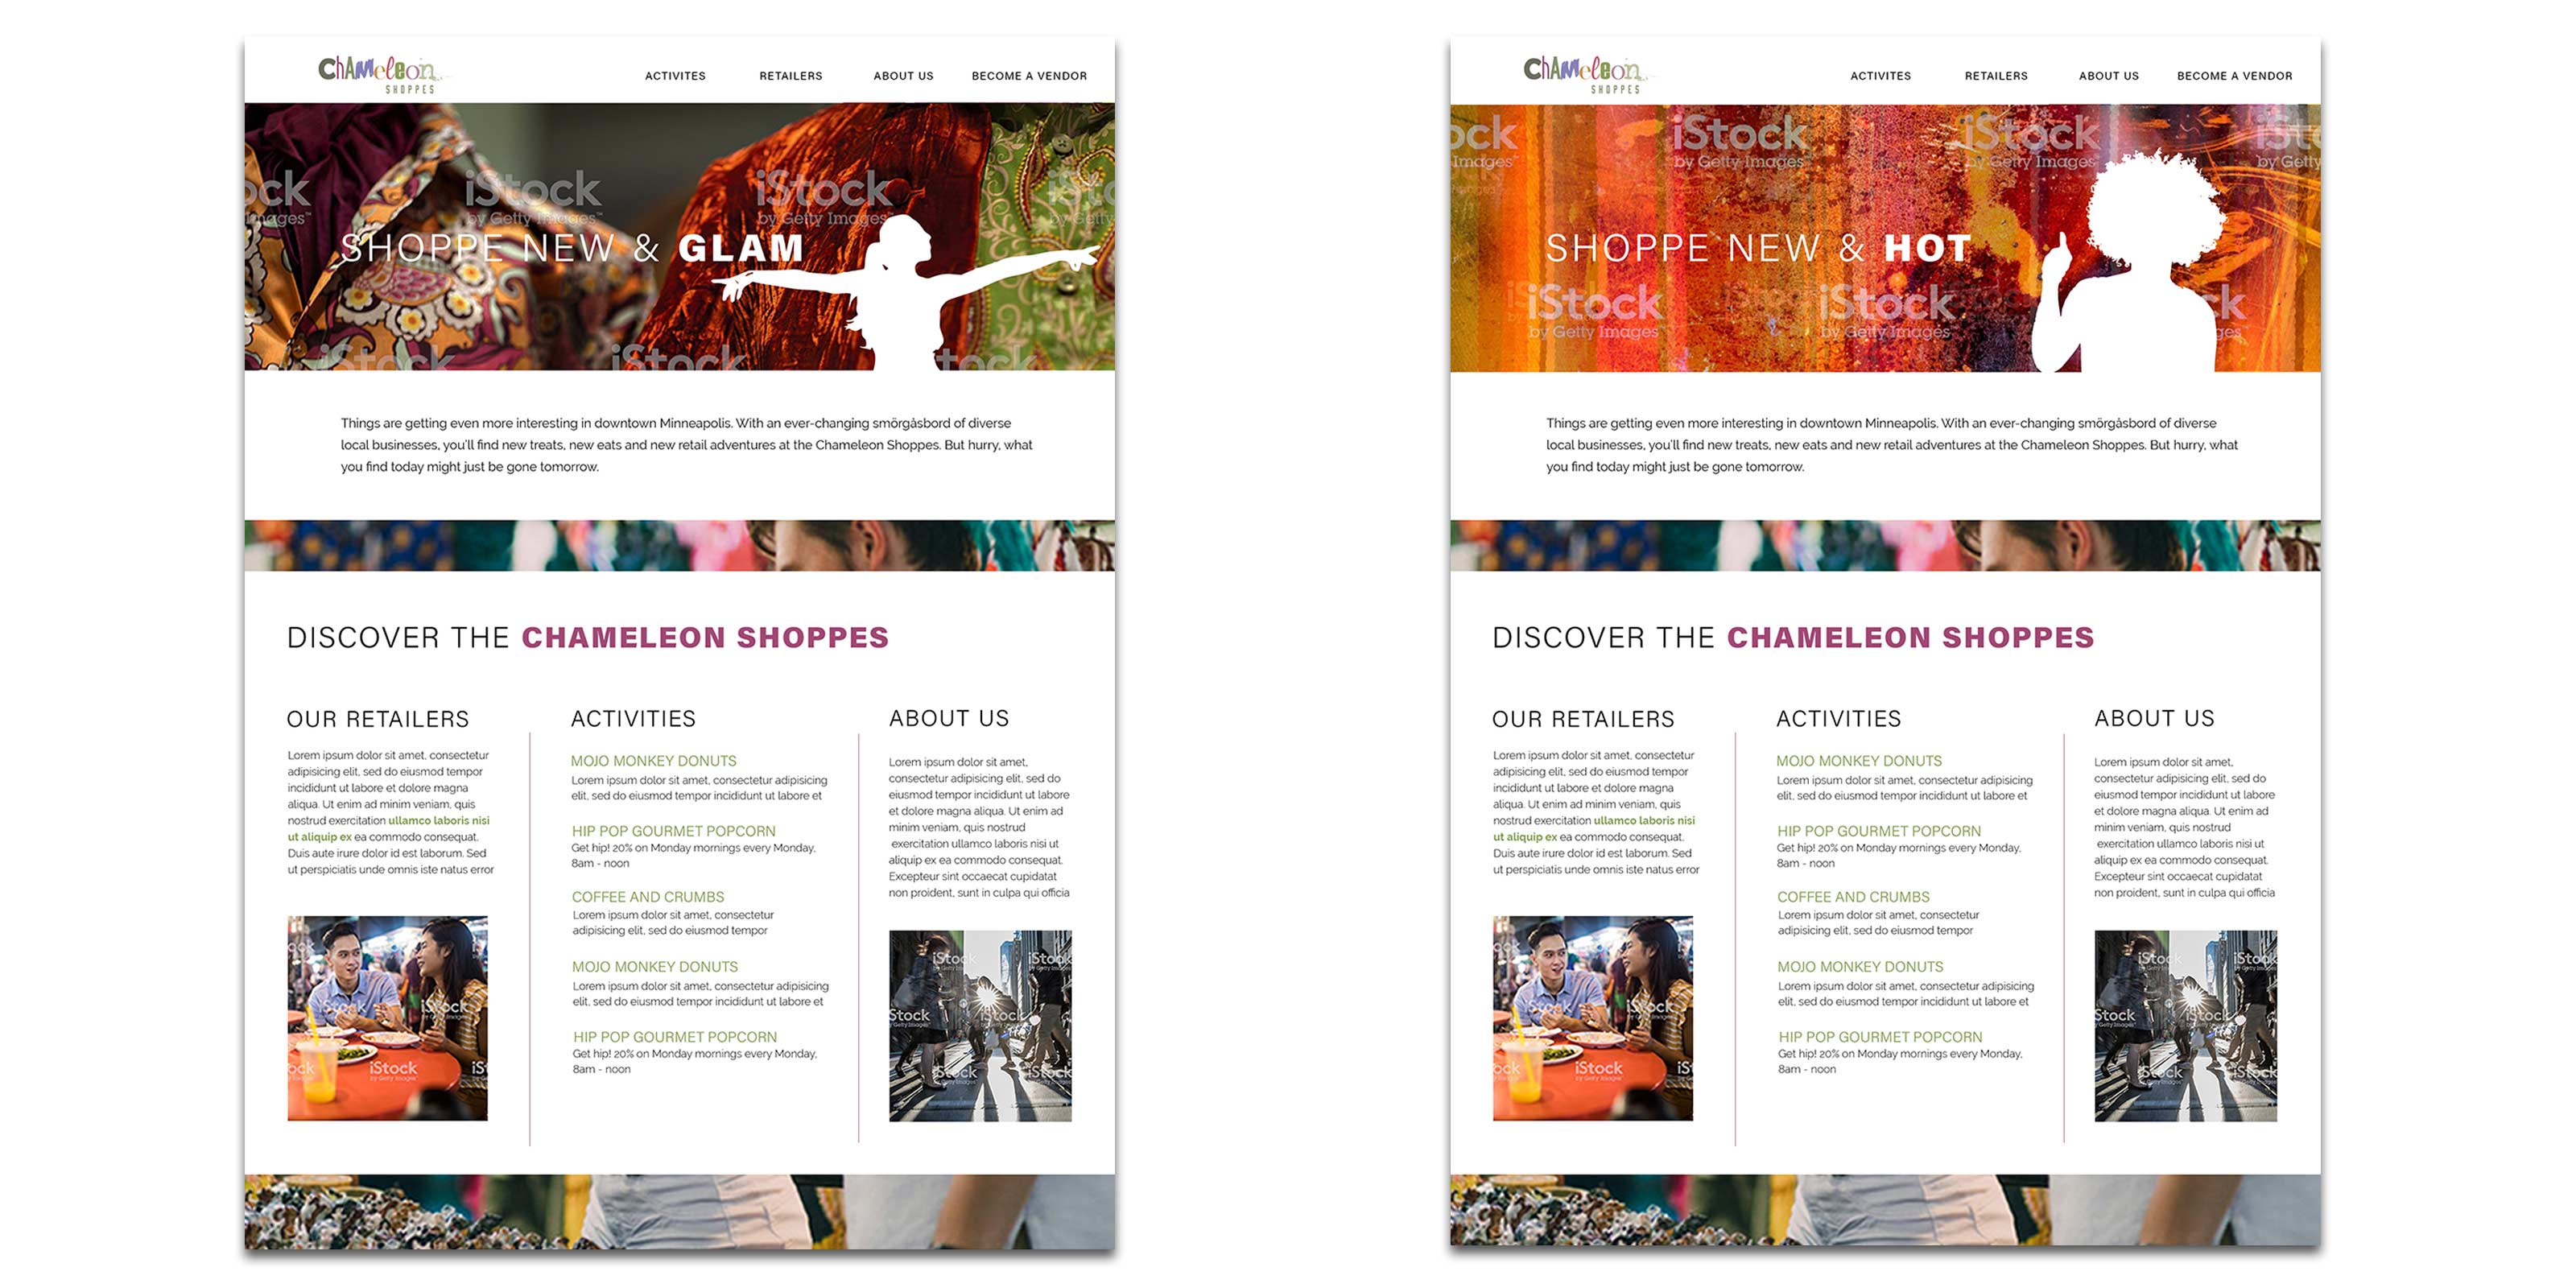 ChAMeleon
SHOPPES
ACTIVITES RETAILERS ABOUT US BECOME A VENDOR
iStock
by Getty Images
iStock
by Getty Images
SHOPPE NEW & GLAM
Things are getting even more interesting in downtown Minneapolis. With an ever-changing smörgåsbord of diverse
local businesses, you'll find new treats, new eats and new retail adventures at the Chameleon Shoppes. But hurry, what
you find today might just be gone tomorrow.
DISCOVER THE CHAMELEON SHOPPES
OUR RETAILERS
Lorem ipsum dolor sit amet, consectetur
adipisicing elit, sed do eiusmod tempor
incididunt ut labore et dolore magna
aliqua. Ut enim ad minim veniam, quis
nostrud exercitation ullamco laboris nisi
ut aliquip ex ea commodo consequat.
Duis aute irure dolor id est laborum. Sed
ut perspiciatis unde omnis iste natus error
ACTIVITIES
MOJO MONKEY DONUTS
Lorem ipsum dolor sit amet, consectetur adipisicing
elit, sed do eiusmod tempor incididunt ut labore et
HIP POP GOURMET POPCORN
Get hip! 20% on Monday mornings every Monday,
8am - noon
COFFEE AND CRUMBS
Lorem ipsum dolor sit amet, consectetur
adipisicing elit, sed do eiusmod tempor
MOJO MONKEY DONUTS
Lorem ipsum dolor sit amet, consectetur adipisicing
elit, sed do eiusmod tempor incididunt ut labore et
HIP POP GOURMET POPCORN
Get hip! 20% on Monday mornings every Monday,
8am - noon
ABOUT US
Lorem ipsum dolor sit amet,
consectetur adipisicing elit, sed do
eiusmod tempor incididunt ut labore
et dolore magna aliqua. Ut enim ad
minim veniam, quis nostrud
exercitation ullamco laboris nisi ut
aliquip ex ea commodo consequat.
Excepteur sint occaecat cupidatat
non proident, sunt in culpa qui officia
ChAMeleon
SHOPPES
ACTIVITES RETAILERS ABOUT US BECOME A VENDOR
iStock
by Getty Images
iStock
by Getty Images
SHOPPE NEW & HOT
iStock
by Getty Images
iStock
by Getty Images
Things are getting even more interesting in downtown Minneapolis. With an ever-changing smörgåsbord of diverse
local businesses, you'll find new treats, new eats and new retail adventures at the Chameleon Shoppes. But hurry, what
you find today might just be gone tomorrow.
DISCOVER THE CHAMELEON SHOPPES
OUR RETAILERS
Lorem ipsum dolor sit amet, consectetur
adipisicing elit, sed do eiusmod tempor
incididunt ut labore et dolore magna
aliqua. Ut enim ad minim veniam, quis
nostrud exercitation ullamco laboris nisi
ut aliquip ex ea commodo consequat.
Duis aute irure dolor id est laborum. Sed
ut perspiciatis unde omnis iste natus error
ACTIVITIES
MOJO MONKEY DONUTS
Lorem ipsum dolor sit amet, consectetur adipisicing
elit, sed do eiusmod tempor incididunt ut labore et
HIP POP GOURMET POPCORN
Get hip! 20% on Monday mornings every Monday,
8am - noon
COFFEE AND CRUMBS
Lorem ipsum dolor sit amet, consectetur
adipisicing elit, sed do eiusmod tempor
MOJO MONKEY DONUTS
Lorem ipsum dolor sit amet, consectetur adipisicing
elit, sed do eiusmod tempor incididunt ut labore et
HIP POP GOURMET POPCORN
Get hip! 20% on Monday mornings every Monday,
8am - noon
ABOUT US
Lorem ipsum dolor sit amet,
consectetur adipisicing elit, sed do
eiusmod tempor incididunt ut labore
et dolore magna aliqua. Ut enim ad
minim veniam, quis nostrud
exercitation ullamco laboris nisi ut
aliquip ex ea commodo consequat.
Excepteur sint occaecat cupidatat
non proident, sunt in culpa qui officia